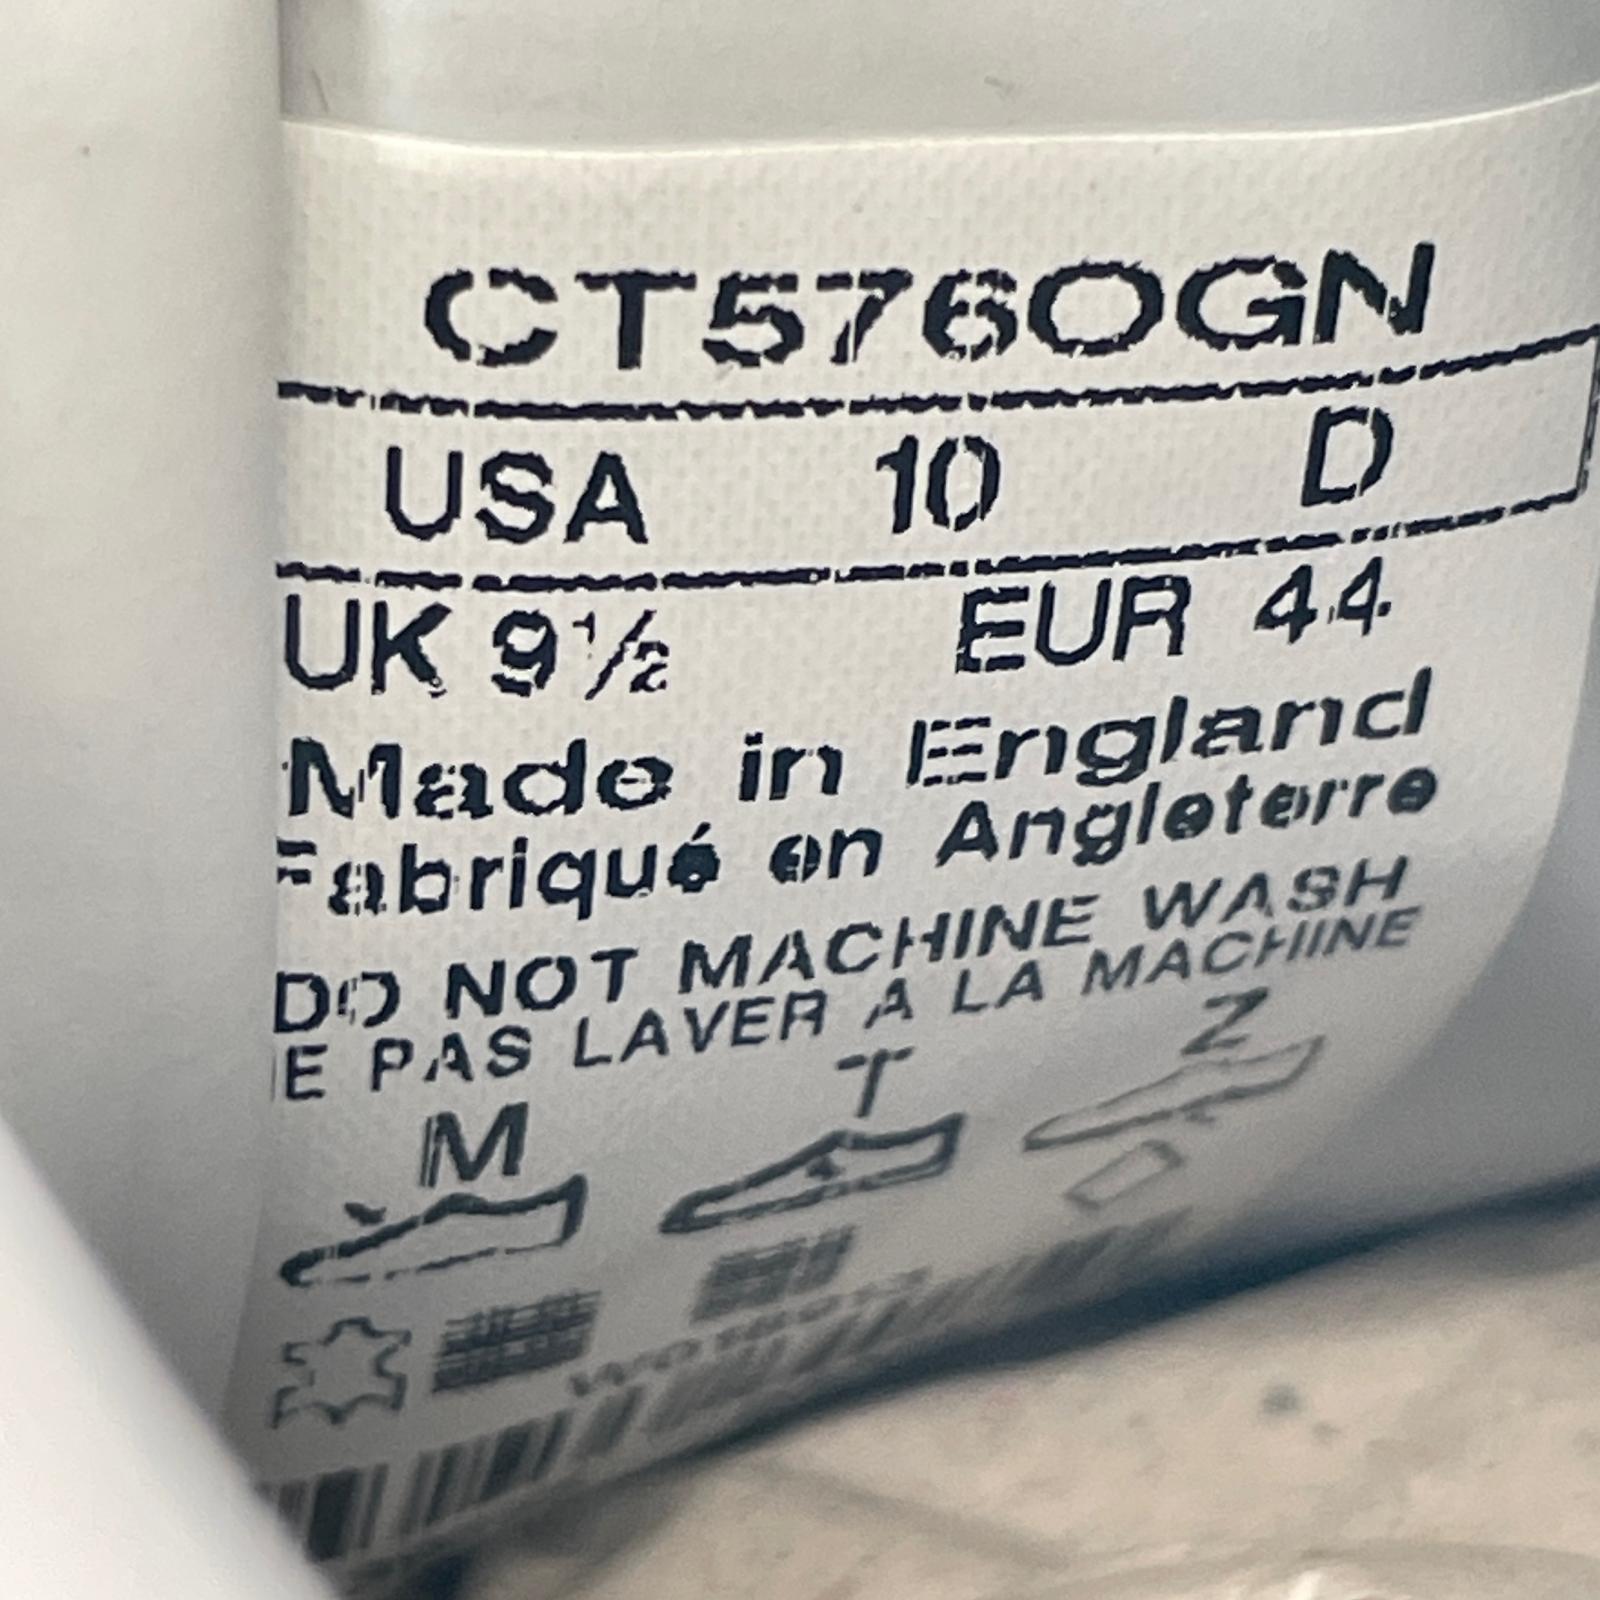 CT576OGN
USA 10 D
UK 9½ EUR 44
Made in England
Fabriqué en Angleterre
DO NOT MACHINE WASH
E PAS LAVER A LA MACHINE
M T Z